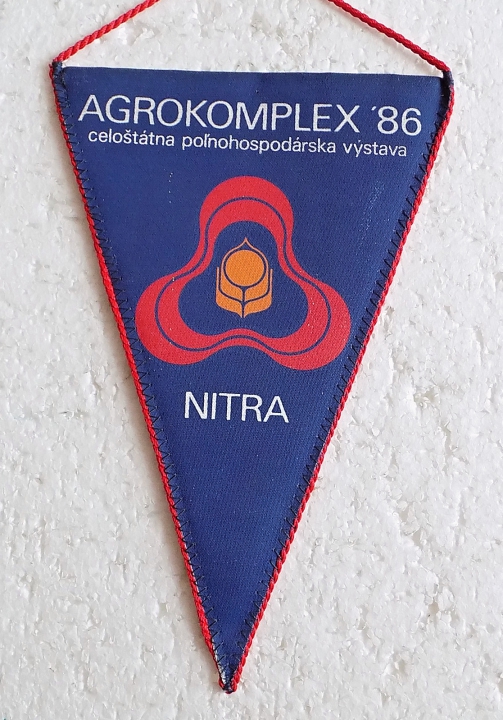 AGROKOMPLEX '86
celoštátna poľnohospodárska výstava
NITRA